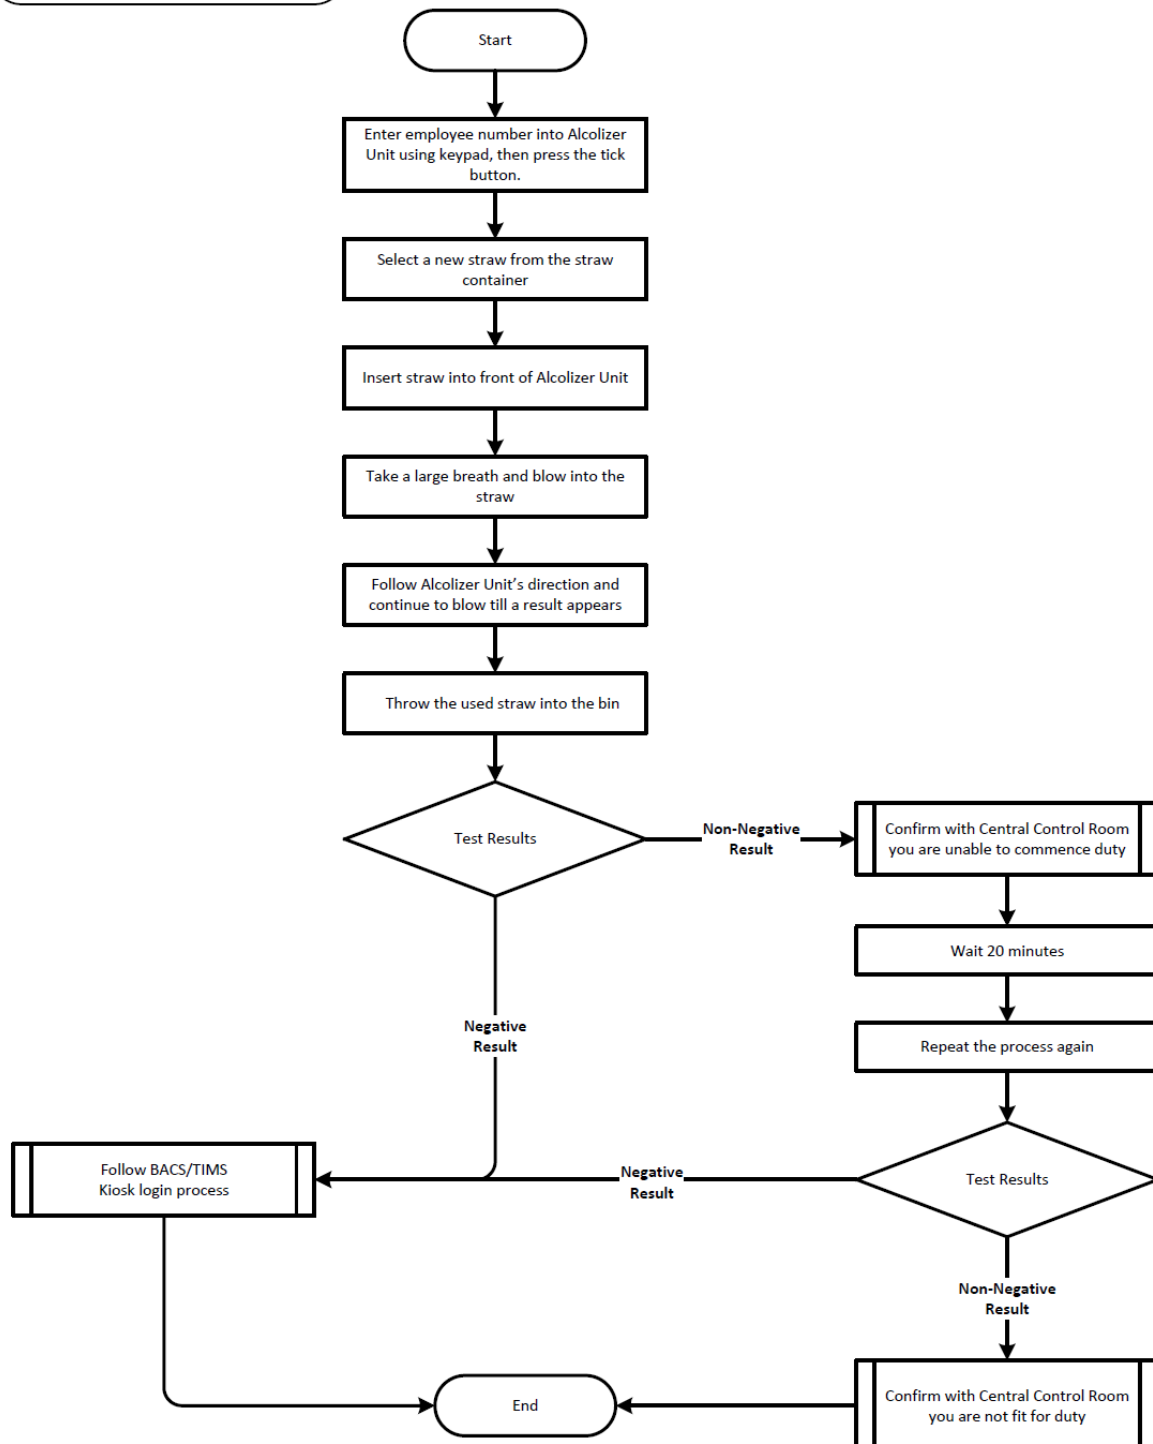 Start
Enter employee number into Alcolizer
Unit using keypad, then press the tick
button.
Select a new straw from the straw
container
Insert straw into front of Alcolizer Unit
Take a large breath and blow into the
straw
Follow Alcolizer Unit's direction and
continue to blow till a result appears
Throw the used straw into the bin
Test Results
Non-Negative
Result
Confirm with Central Control Room
you are unable to commence duty
Wait 20 minutes
Repeat the process again
Negative
Result
Test Results
Negative
Result
Follow BACS/TIMS
Kiosk login process
Non-Negative
Result
Confirm with Central Control Room
you are not fit for duty
End